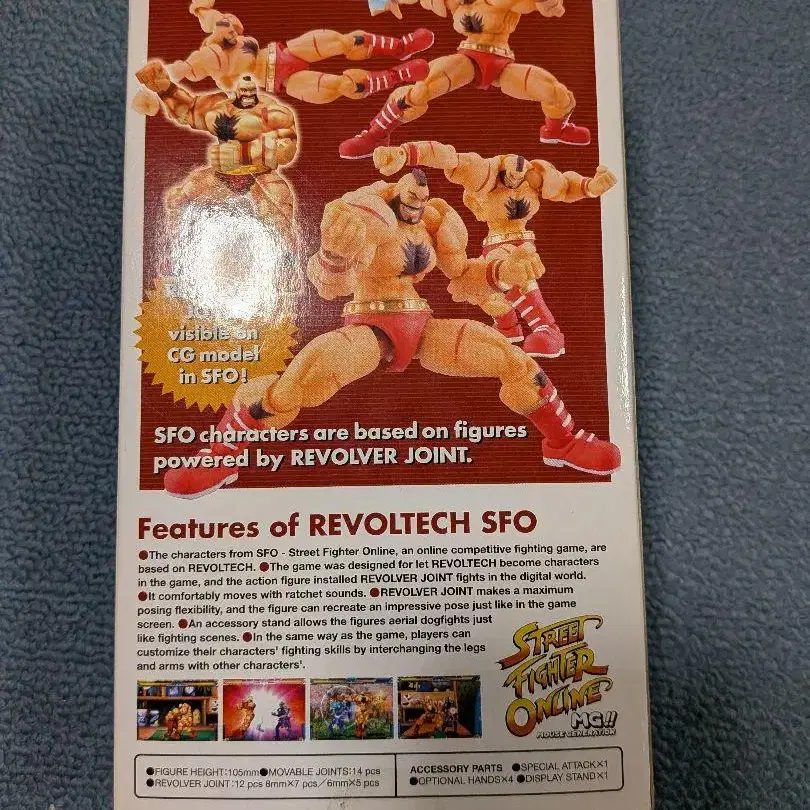 visible on
CG model
in SFO!
SFO characters are based on figures
powered by REVOLVER JOINT.
Features of REVOLTECH SFO
●The characters from SFO - Street Fighter Online, an online competitive fighting game, are
based on REVOLTECH. ●The game was designed for let REVOLTECH become characters
in the game, and the action figure installed REVOLVER JOINT fights in the digital world.
●It comfortably moves with ratchet sounds. ●REVOLVER JOINT makes a maximum
posing flexibility, and the figure can recreate an impressive pose just like in the game
screen. ●An accessory stand allows the figures aerial dogfights just
like fighting scenes. ●In the same way as the game, players can
customize their characters' fighting skills by interchanging the legs
and arms with other characters'.
STREET
FIGHTER
ONLINE
MG!!
MOUSE GENERATION
●FIGURE HEIGHT:105mm●MOVABLE JOINTS:14 pcs
●REVOLVER JOINT:12 pcs 8mm×7 pcs/6mm×5 pcs
ACCESSORY PARTS ●SPECIAL ATTACK×1
●OPTIONAL HANDS×4 ●DISPLAY STAND×1